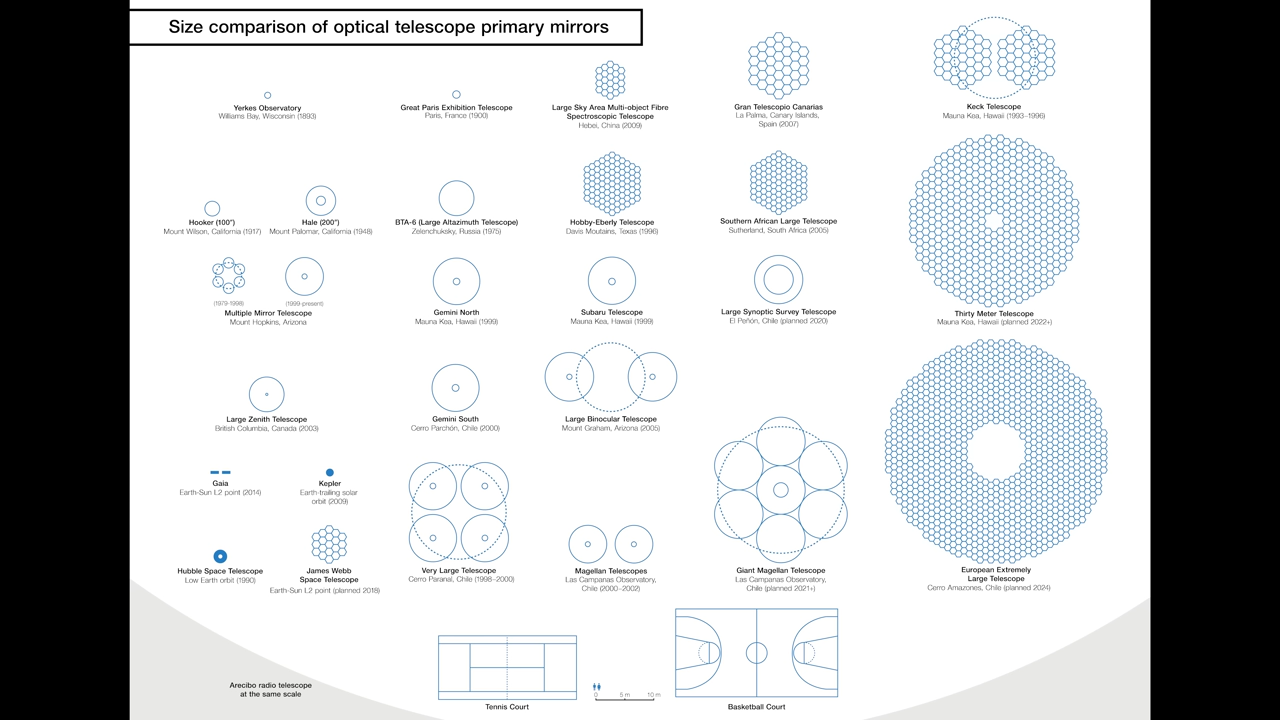 Size comparison of optical telescope primary mirrors
Yerkes Observatory
Williams Bay, Wisconsin (1893)
Great Paris Exhibition Telescope
Paris, France (1900)
Large Sky Area Multi-object Fibre
Spectroscopic Telescope
Hebei, China (2009)
Gran Telescopio Canarias
La Palma, Canary Islands,
Spain (2007)
Keck Telescope
Mauna Kea, Hawaii (1993–1996)
Hooker (100")
Mount Wilson, California (1917)
Hale (200")
Mount Palomar, California (1948)
BTA-6 (Large Altazimuth Telescope)
Zelenchuksky, Russia (1975)
Hobby-Eberly Telescope
Davis Moutains, Texas (1996)
Southern African Large Telescope
Sutherland, South Africa (2005)
(1979-1998)
(1999-present)
Multiple Mirror Telescope
Mount Hopkins, Arizona
Gemini North
Mauna Kea, Hawaii (1999)
Subaru Telescope
Mauna Kea, Hawaii (1999)
Large Synoptic Survey Telescope
El Peñón, Chile (planned 2020)
Thirty Meter Telescope
Mauna Kea, Hawaii (planned 2022+)
Large Zenith Telescope
British Columbia, Canada (2003)
Gemini South
Cerro Parchón, Chile (2000)
Large Binocular Telescope
Mount Graham, Arizona (2005)
Gaia
Earth-Sun L2 point (2014)
Kepler
Earth-trailing solar
orbit (2009)
Hubble Space Telescope
Low Earth orbit (1990)
James Webb
Space Telescope
Earth-Sun L2 point (planned 2018)
Very Large Telescope
Cerro Paranal, Chile (1998–2000)
Magellan Telescopes
Las Campanas Observatory,
Chile (2000–2002)
Giant Magellan Telescope
Las Campanas Observatory,
Chile (planned 2021+)
European Extremely
Large Telescope
Cerro Amazones, Chile (planned 2024)
Arecibo radio telescope
at the same scale
Tennis Court
0 5 m 10 m
Basketball Court